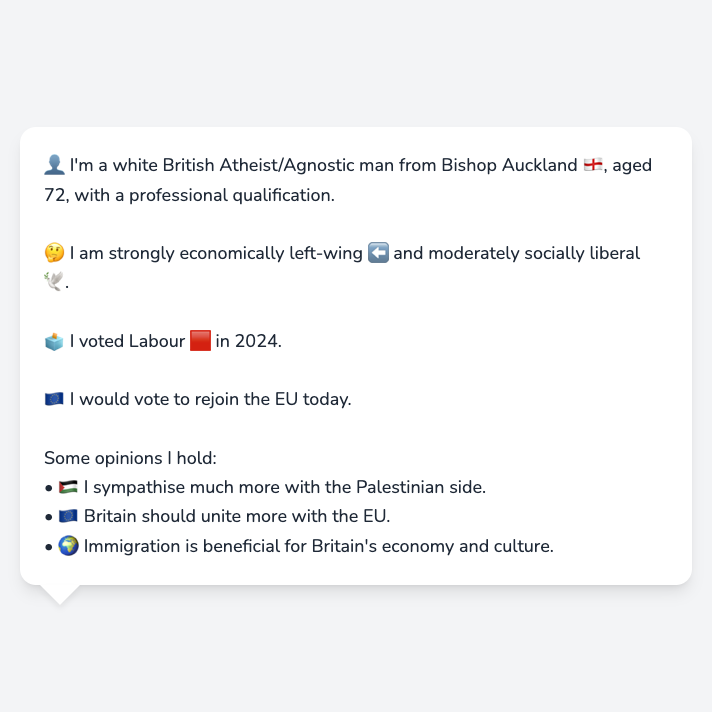 👤 I'm a white British Atheist/Agnostic man from Bishop Auckland 🏴󠁧󠁢󠁥󠁮󠁧󠁿, aged
72, with a professional qualification.
🤔 I am strongly economically left-wing ⬅️ and moderately socially liberal
🕊️.
🗳️ I voted Labour 🟥 in 2024.
🇪🇺 I would vote to rejoin the EU today.
Some opinions I hold:
• 🇵🇸 I sympathise much more with the Palestinian side.
• 🇪🇺 Britain should unite more with the EU.
• 🌍 Immigration is beneficial for Britain's economy and culture.